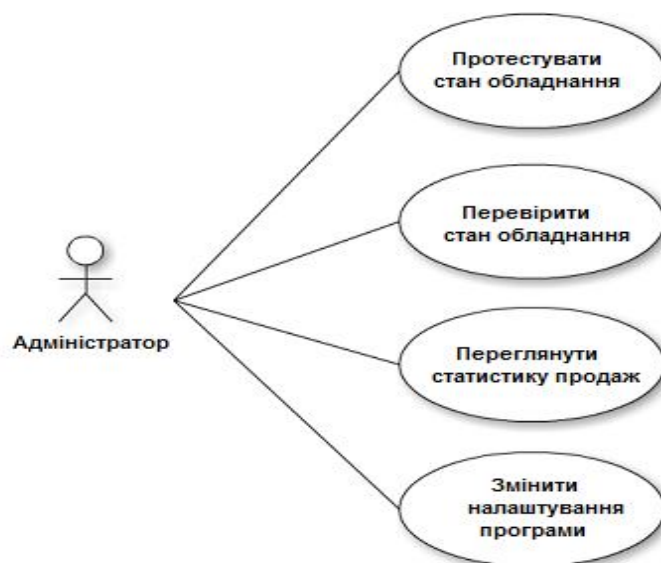 Протестувати
стан обладнання
Перевірити
стан обладнання
Адміністратор
Переглянути
статистику продаж
Змінити
налаштування
програми